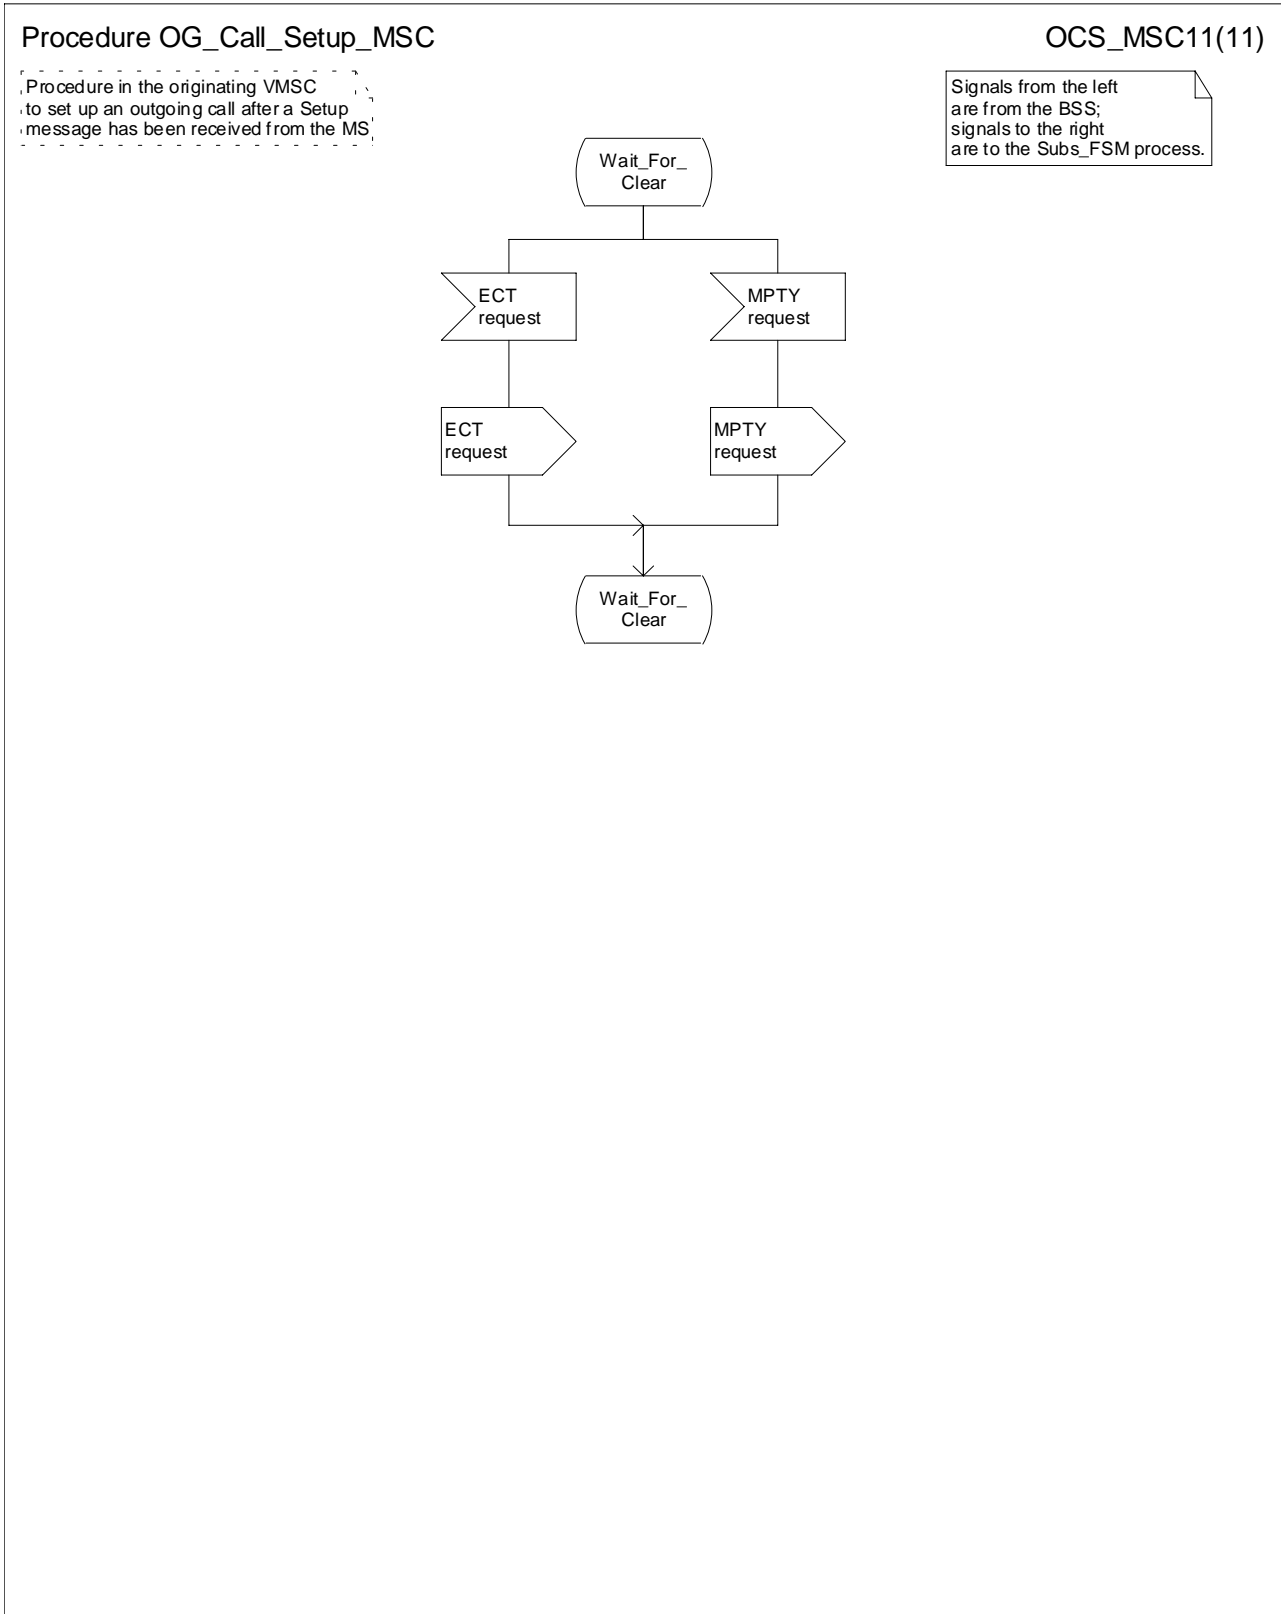 Procedure OG_Call_Setup_MSC
OCS_MSC11(11)
Procedure in the originating VMSC
to set up an outgoing call after a Setup
message has been received from the MS
Signals from the left
are from the BSS;
signals to the right
are to the Subs_FSM process.
Wait_For_
Clear
ECT
request
MPTY
request
ECT
request
MPTY
request
Wait_For_
Clear